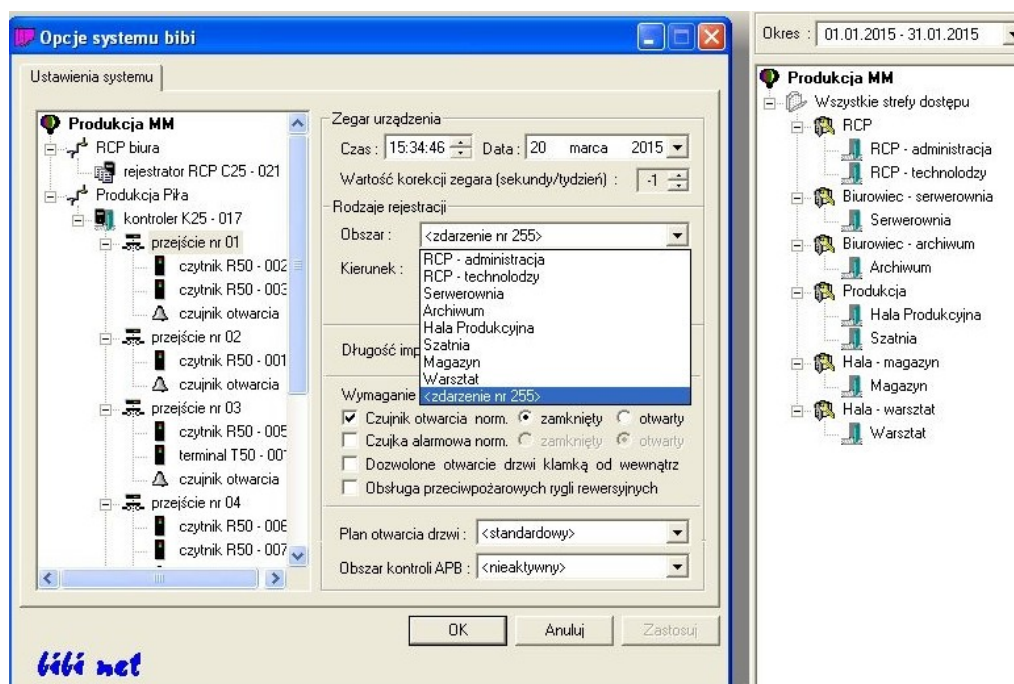 Opcje systemu bibi
Ustawienia systemu
Produkcja MM
RCP biura
rejestrator RCP C25 - 021
Produkcja Piła
kontroler K25 - 017
przejście nr 01
czytnik R50 - 002
czytnik R50 - 003
czujnik otwarcia
przejście nr 02
czytnik R50 - 001
czujnik otwarcia
przejście nr 03
czytnik R50 - 005
terminal T50 - 00
czujnik otwarcia
przejście nr 04
czytnik R50 - 006
czytnik R50 - 007
Zegar urządzenia
Czas : 15:34:46 Data : 20 marca 2015
Wartość korekcji zegara (sekundy/tydzień) : -1
Rodzaje rejestracji
Obszar : <zdarzenie nr 255>
Kierunek :
RCP - administracja
RCP - technolodzy
Serwerownia
Archiwum
Hala Produkcyjna
Szatnia
Magazyn
Warsztat
<zdarzenie nr 255>
Długość imp
Wymaganie
Czujnik otwarcia norm. zamknięty otwarty
Czujka alarmowa norm. zamknięty otwarty
Dozwolone otwarcie drzwi klamką od wewnątrz
Obsługa przeciwpożarowych rygli rewersyjnych
Plan otwarcia drzwi : <standardowy>
Obszar kontroli APB : <nieaktywny>
OK Anuluj Zastosuj
bibi net
Okres : 01.01.2015 - 31.01.2015
Produkcja MM
Wszystkie strefy dostępu
RCP
RCP - administracja
RCP - technolodzy
Biurowiec - serwerownia
Serwerownia
Biurowiec - archiwum
Archiwum
Produkcja
Hala Produkcyjna
Szatnia
Hala - magazyn
Magazyn
Hala - warsztat
Warsztat